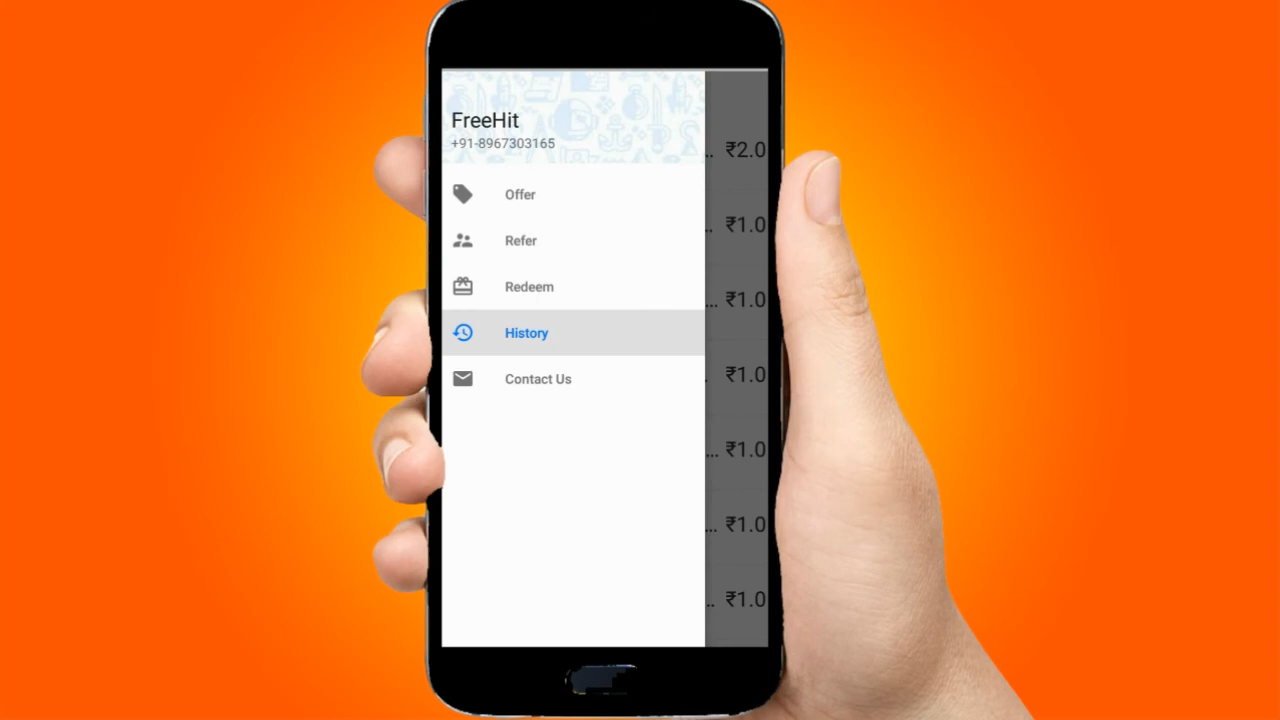 FreeHit
+91-8967303165
Offer
Refer
Redeem
History
Contact Us
.. ₹2.0
.. ₹1.0
... ₹1.0
. ₹1.0
... ₹1.0
... ₹1.0
.. ₹1.0